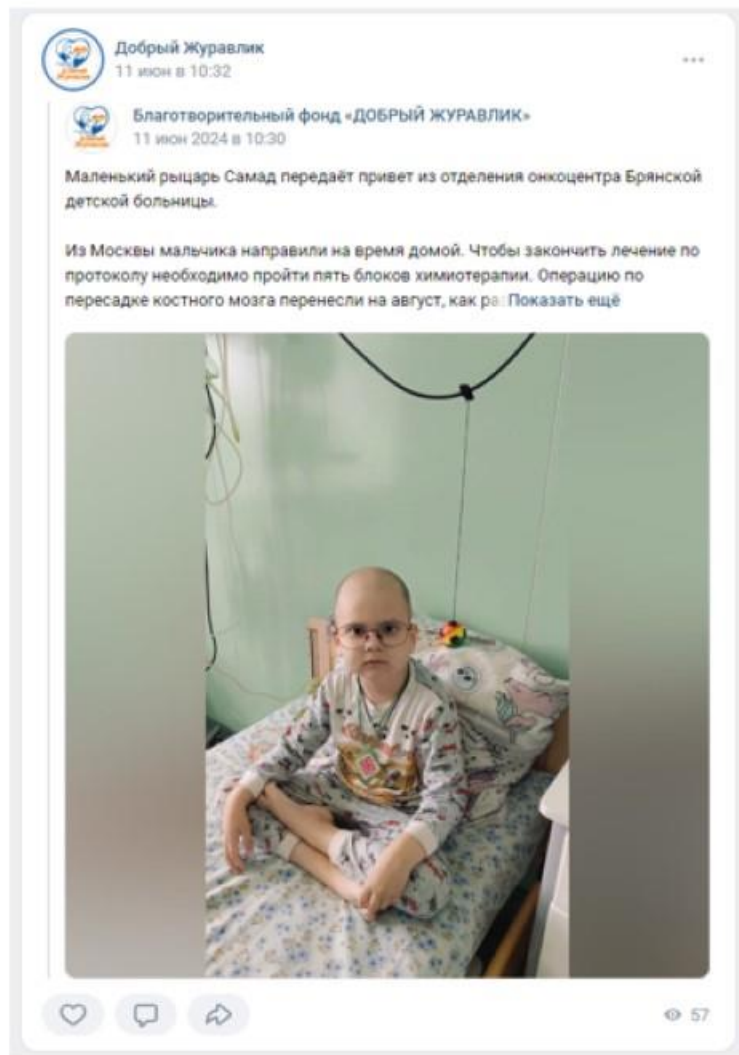 Добрый Журавлик
11 июн в 10:32
Благотворительный фонд «ДОБРЫЙ ЖУРАВЛИК»
11 июн 2024 в 10:30
Маленький рыцарь Самад передаёт привет из отделения онкоцентра Брянской
детской больницы.
Из Москвы мальчика направили на время домой. Чтобы закончить лечение по
протоколу необходимо пройти пять блоков химиотерапии. Операцию по
пересадке костного мозга перенесли на август, как ра Показать ещё
57